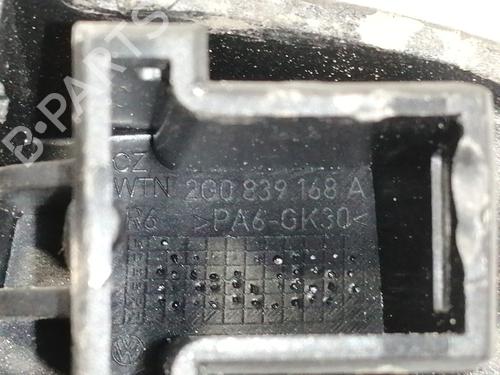 B-PARTS
CZ
WTN 2G0 839 168 A
R6 >PA6-GK30<